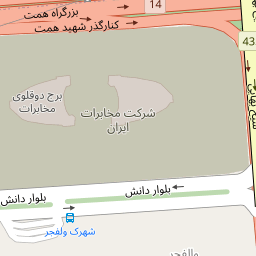 بزرگراه همت
14
کنارگذر شهید همت
43
برج دوقلوی
مخابرات
شرکت مخابرات
ایران
بلوار دانش
بلوار دانش
شهرک ولفجر
والفجر